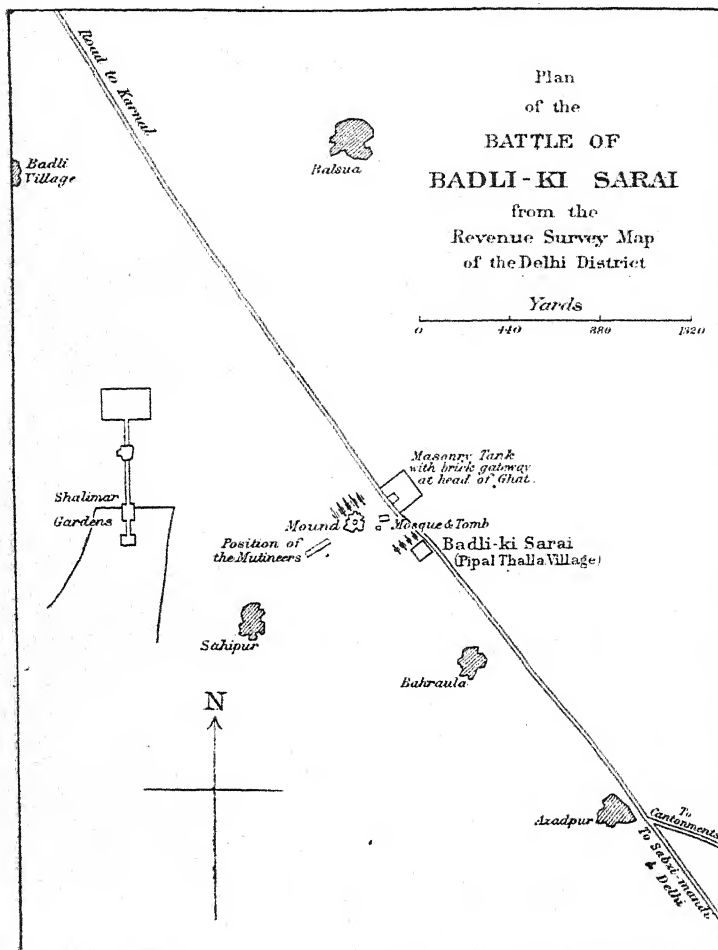 Plan
of the
BATTLE OF
BADLI-KI SARAI
from the
Revenue Survey Map
of the Delhi District
Yards
0 440 880 1320
Road to Karnal
Badli
Village
Ralsua
Masonry Tank
with brick gateway
at head of Ghat.
Shalimar
Gardens
Mound
Mosque & Tomb
Position of
the Mutineers
Badli-ki Sarai
(Pipal Thalla Village)
Sahipur
Bahraula
N
Azadpur
To
Cantonments
To Sabzi-mandi
& Delhi